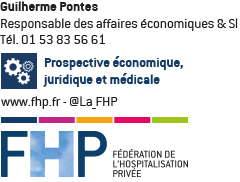 Guilherme Pontes
Responsable des affaires économiques & SI
Tél. 01 53 83 56 61
Prospective économique,
juridique et médicale
www.fhp.fr - @La_FHP
FHP
FÉDÉRATION DE
L'HOSPITALISATION
PRIVÉE